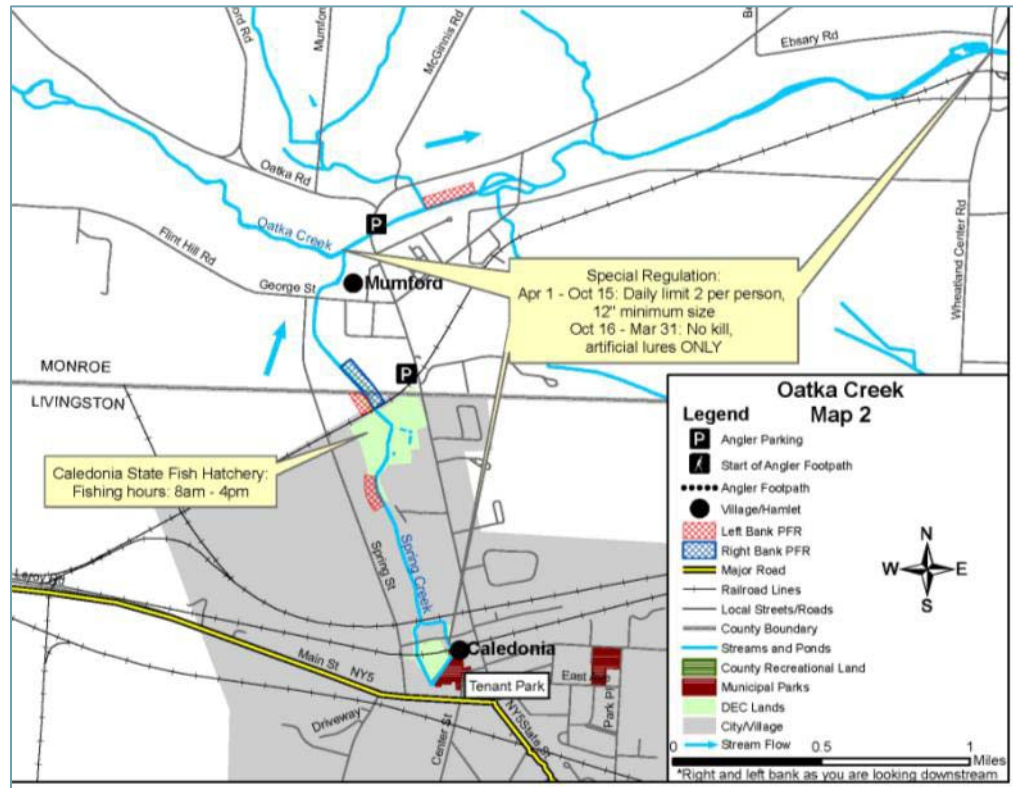 Mumford
McGinnis Rd
Ebsary Rd
Oatka Rd
Oatka Creek
Flint Hill Rd
Wheatland Center Rd
P
George St
Mumford
Special Regulation:
Apr 1 - Oct 15: Daily limit 2 per person,
12" minimum size
Oct 16 - Mar 31: No kill,
artificial lures ONLY
MONROE
LIVINGSTON
P
Caledonia State Fish Hatchery:
Fishing hours: 8am - 4pm
Spring St
Spring Creek
Caledonia
Tenant Park
East Ave
Park Pl
Main St NY5
Driveway
Center St
NY5State St
Oatka Creek
Map 2
Legend
P Angler Parking
Start of Angler Footpath
Angler Footpath
Village/Hamlet
Left Bank PFR
Right Bank PFR
Major Road
Railroad Lines
Local Streets/Roads
County Boundary
Streams and Ponds
County Recreational Land
Municipal Parks
DEC Lands
City/Village
Stream Flow
N
W E
S
0 0.5 1
Miles
*Right and left bank as you are looking downstream